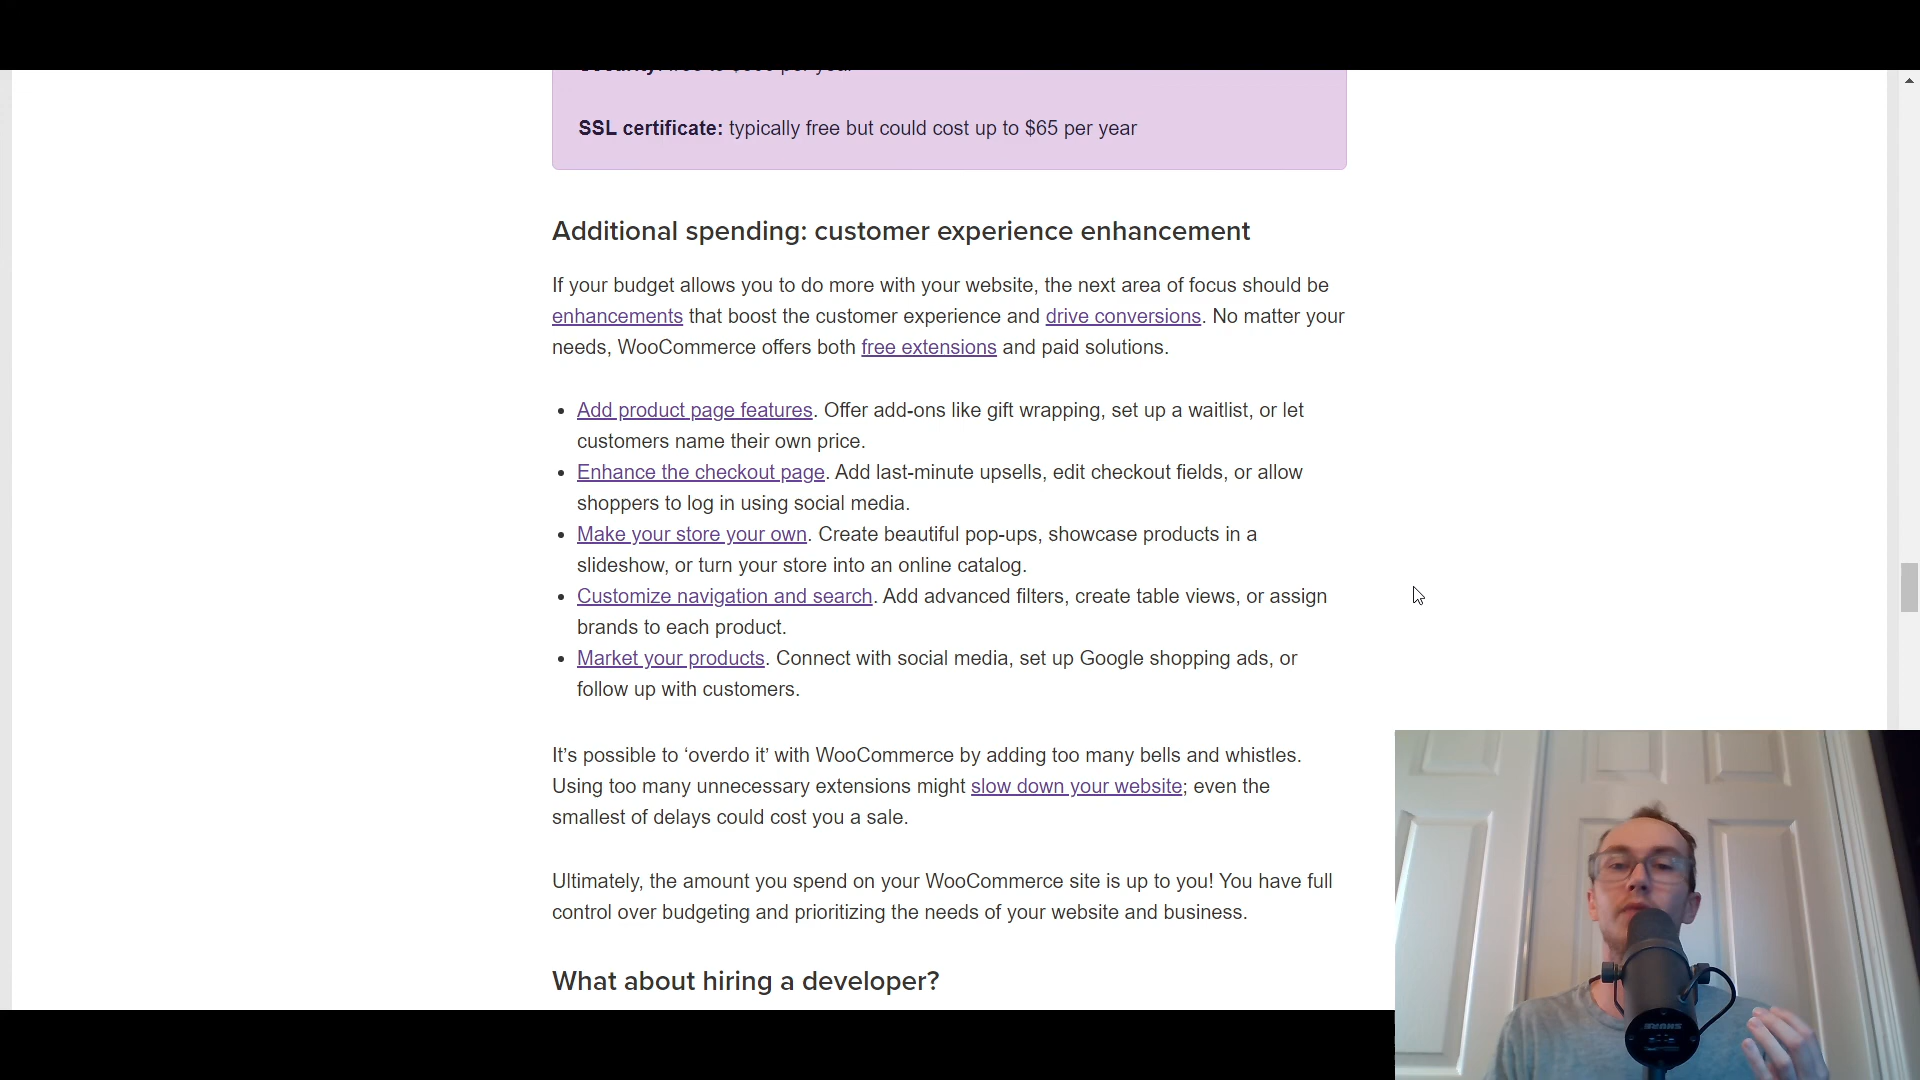 SSL certificate: typically free but could cost up to $65 per year
Additional spending: customer experience enhancement
If your budget allows you to do more with your website, the next area of focus should be
enhancements that boost the customer experience and drive conversions. No matter your
needs, WooCommerce offers both free extensions and paid solutions.
• Add product page features. Offer add-ons like gift wrapping, set up a waitlist, or let
customers name their own price.
• Enhance the checkout page. Add last-minute upsells, edit checkout fields, or allow
shoppers to log in using social media.
• Make your store your own. Create beautiful pop-ups, showcase products in a
slideshow, or turn your store into an online catalog.
• Customize navigation and search. Add advanced filters, create table views, or assign
brands to each product.
• Market your products. Connect with social media, set up Google shopping ads, or
follow up with customers.
It’s possible to ‘overdo it’ with WooCommerce by adding too many bells and whistles.
Using too many unnecessary extensions might slow down your website; even the
smallest of delays could cost you a sale.
Ultimately, the amount you spend on your WooCommerce site is up to you! You have full
control over budgeting and prioritizing the needs of your website and business.
What about hiring a developer?